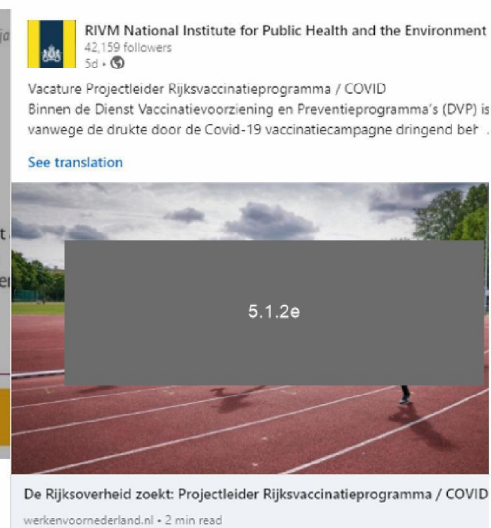 RIVM National Institute for Public Health and the Environment
42,159 followers
5d •
Vacature Projectleider Rijksvaccinatieprogramma / COVID
Binnen de Dienst Vaccinatievoorziening en Preventieprogramma's (DVP) is
vanwege de drukte door de Covid-19 vaccinatiecampagne dringend
See translation
5.1.2e
De Rijksoverheid zoekt: Projectleider Rijksvaccinatieprogramma / COVID
werkenvoornederland.nl • 2 min read